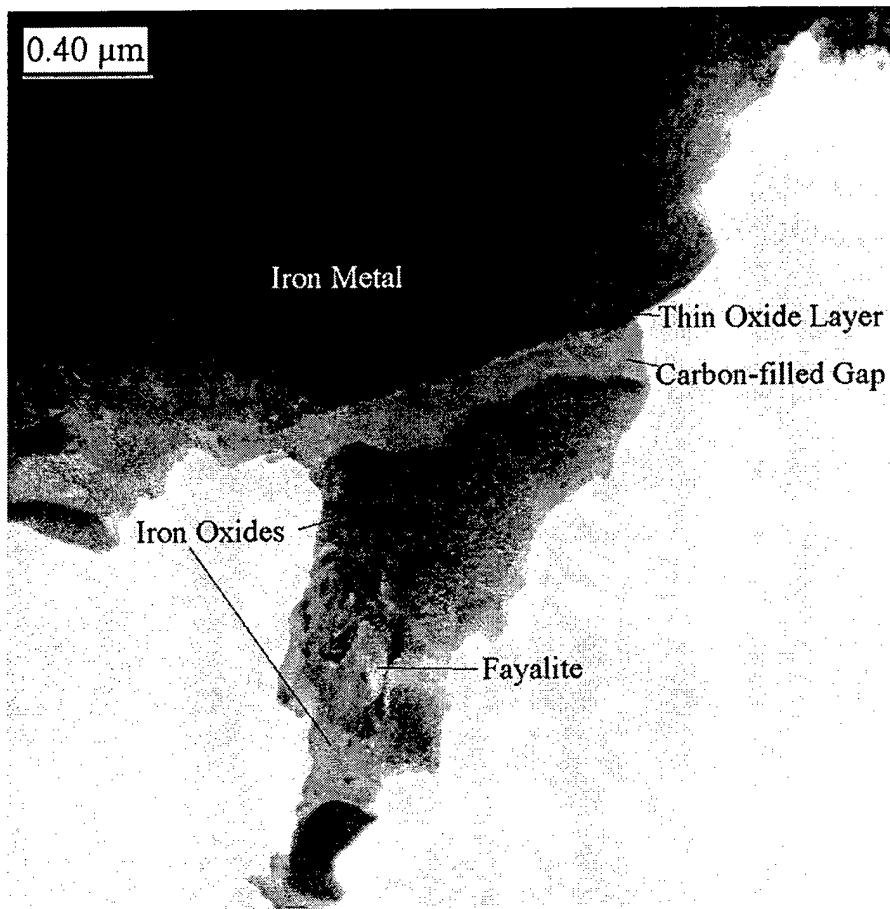 0.40 µm
Iron Metal
Thin Oxide Layer
Carbon-filled Gap
Iron Oxides
Fayalite